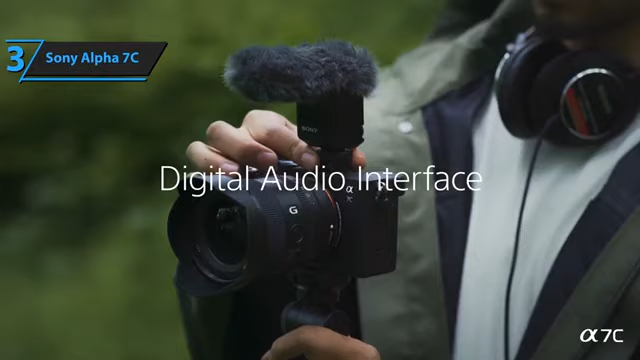 3 Sony Alpha 7C
SONY
Digital Audio Interface
G
α7C